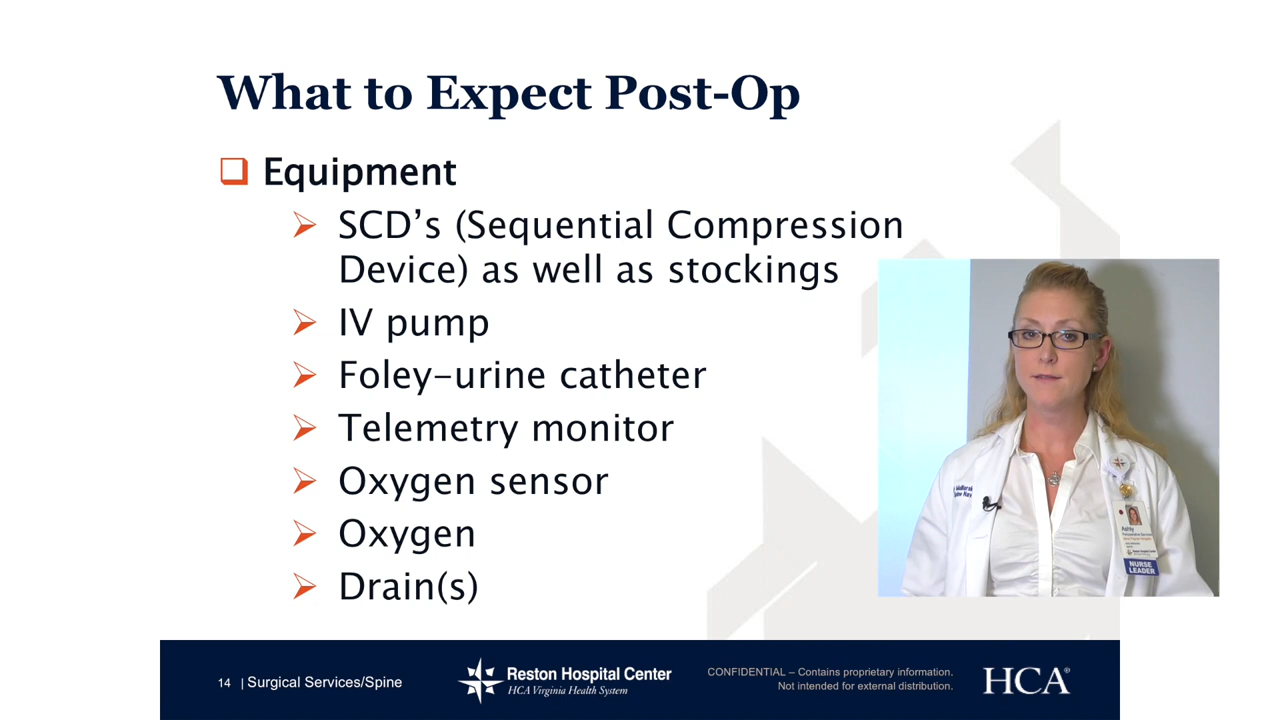 What to Expect Post-Op
Equipment
SCD’s (Sequential Compression
Device) as well as stockings
IV pump
Foley-urine catheter
Telemetry monitor
Oxygen sensor
Oxygen
Drain(s)
Ashly
NURSE
LEADER
14 | Surgical Services/Spine
Reston Hospital Center
HCA Virginia Health System
CONFIDENTIAL – Contains proprietary information.
Not intended for external distribution.
HCA®